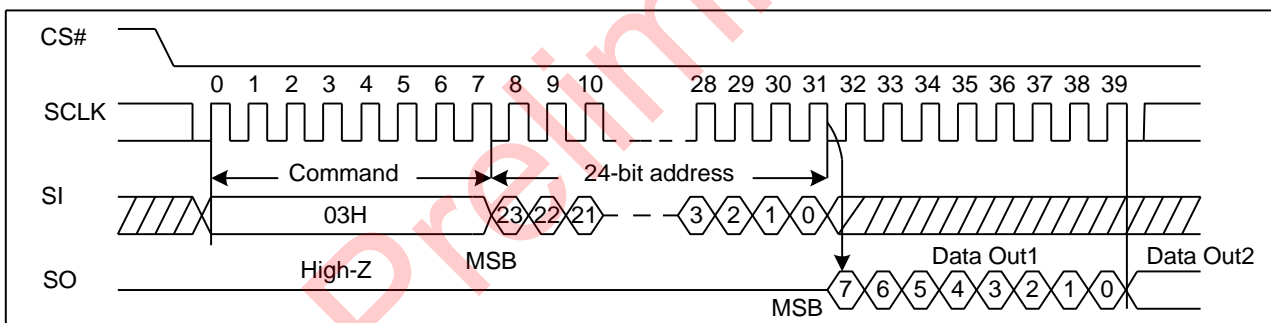 CS#
0 1 2 3 4 5 6 7 8 9 10 28 29 30 31 32 33 34 35 36 37 38 39
SCLK
Command 24-bit address
SI
03H 23 22 21 3 2 1 0
High-Z MSB Data Out1 Data Out2
SO
MSB 7 6 5 4 3 2 1 0
Prelim